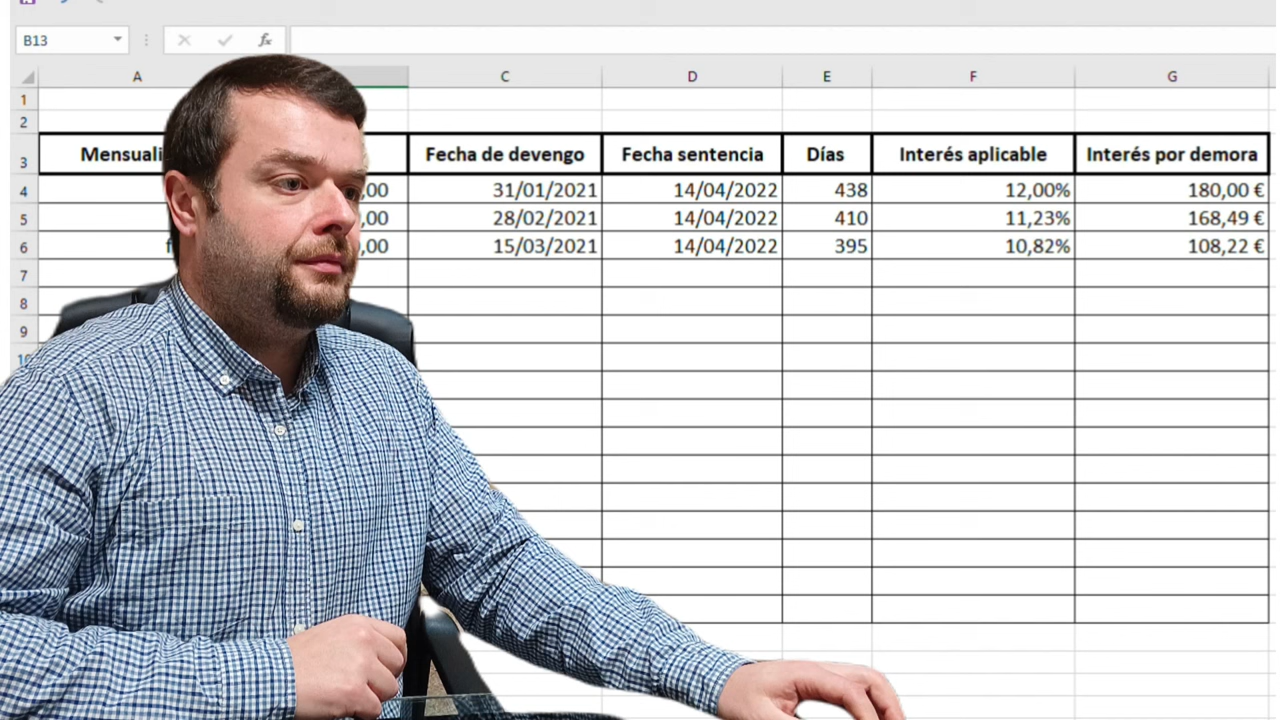 B13 fx
A C D E F G
1
2
3 Fecha de devengo Fecha sentencia Días Interés aplicable Interés por demora
4 ,00 31/01/2021 14/04/2022 438 12,00% 180,00 €
5 ,00 28/02/2021 14/04/2022 410 11,23% 168,49 €
6 ,00 15/03/2021 14/04/2022 395 10,82% 108,22 €
7
8
9